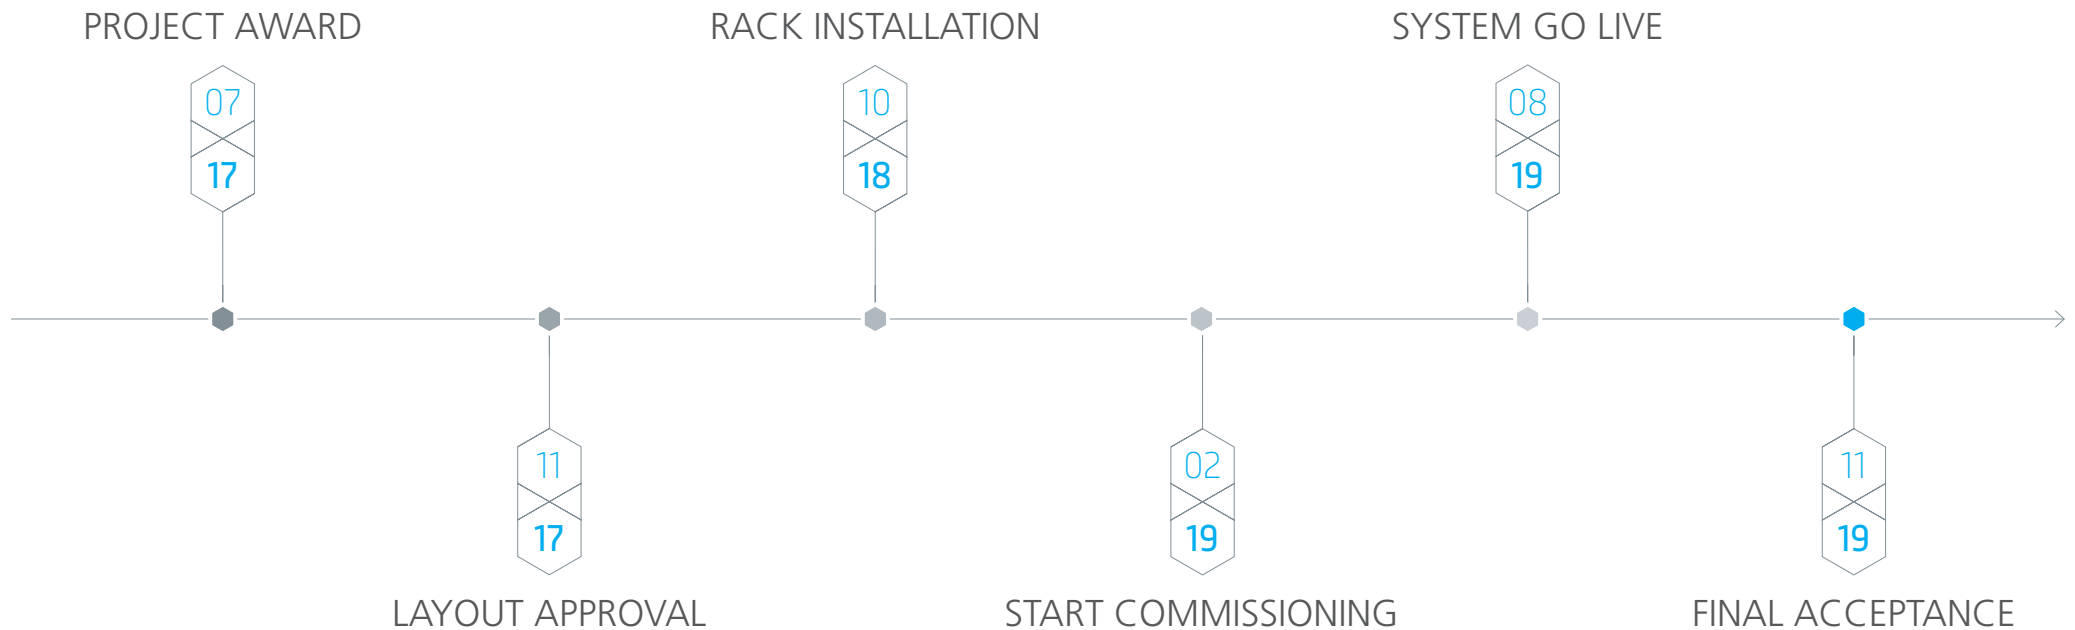 PROJECT AWARD
07
17
LAYOUT APPROVAL
11
17
RACK INSTALLATION
10
18
START COMMISSIONING
02
19
SYSTEM GO LIVE
08
19
FINAL ACCEPTANCE
11
19